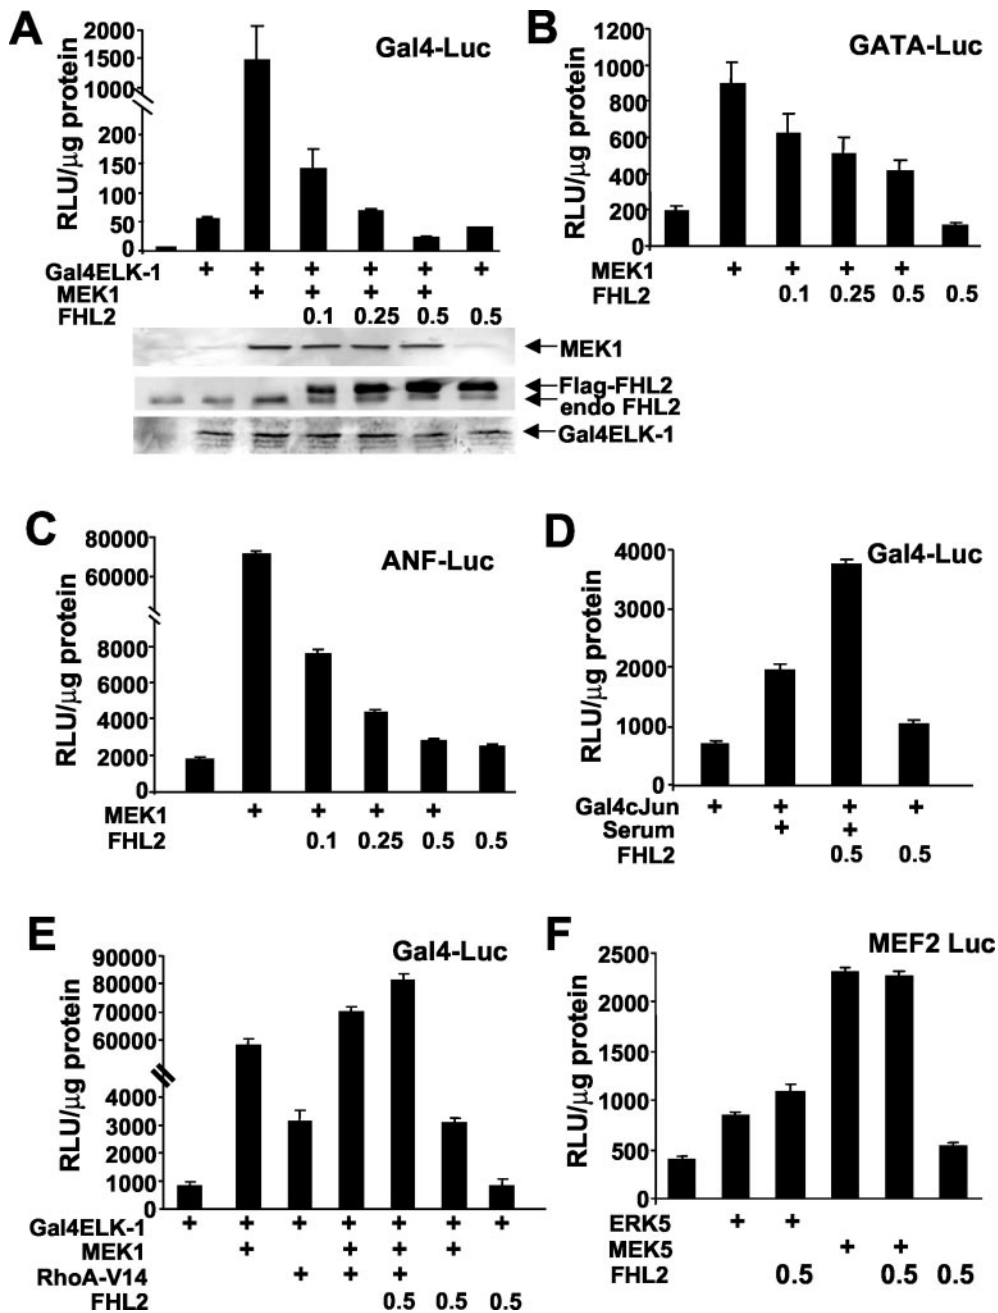 A
Gal4-Luc
RLU/µg protein
2000
1500
1000
200
150
100
50
0
Gal4ELK-1 + + + + + +
MEK1 + + + +
FHL2 0.1 0.25 0.5 0.5
MEK1
Flag-FHL2
endo FHL2
Gal4ELK-1
B
GATA-Luc
RLU/µg protein
1200
1000
800
600
400
200
0
MEK1 + + + +
FHL2 0.1 0.25 0.5 0.5
C
ANF-Luc
RLU/µg protein
80000
60000
8000
6000
4000
2000
0
MEK1 + + + +
FHL2 0.1 0.25 0.5 0.5
D
Gal4-Luc
RLU/µg protein
4000
3000
2000
1000
0
Gal4cJun + + + +
Serum + +
FHL2 0.5 0.5
E
Gal4-Luc
RLU/µg protein
90000
80000
70000
60000
4000
3000
2000
1000
0
Gal4ELK-1 + + + + + + +
MEK1 + + + +
RhoA-V14 + + +
FHL2 0.5 0.5 0.5
F
MEF2 Luc
RLU/µg protein
2500
2000
1500
1000
500
0
ERK5 + +
MEK5 + +
FHL2 0.5 0.5 0.5